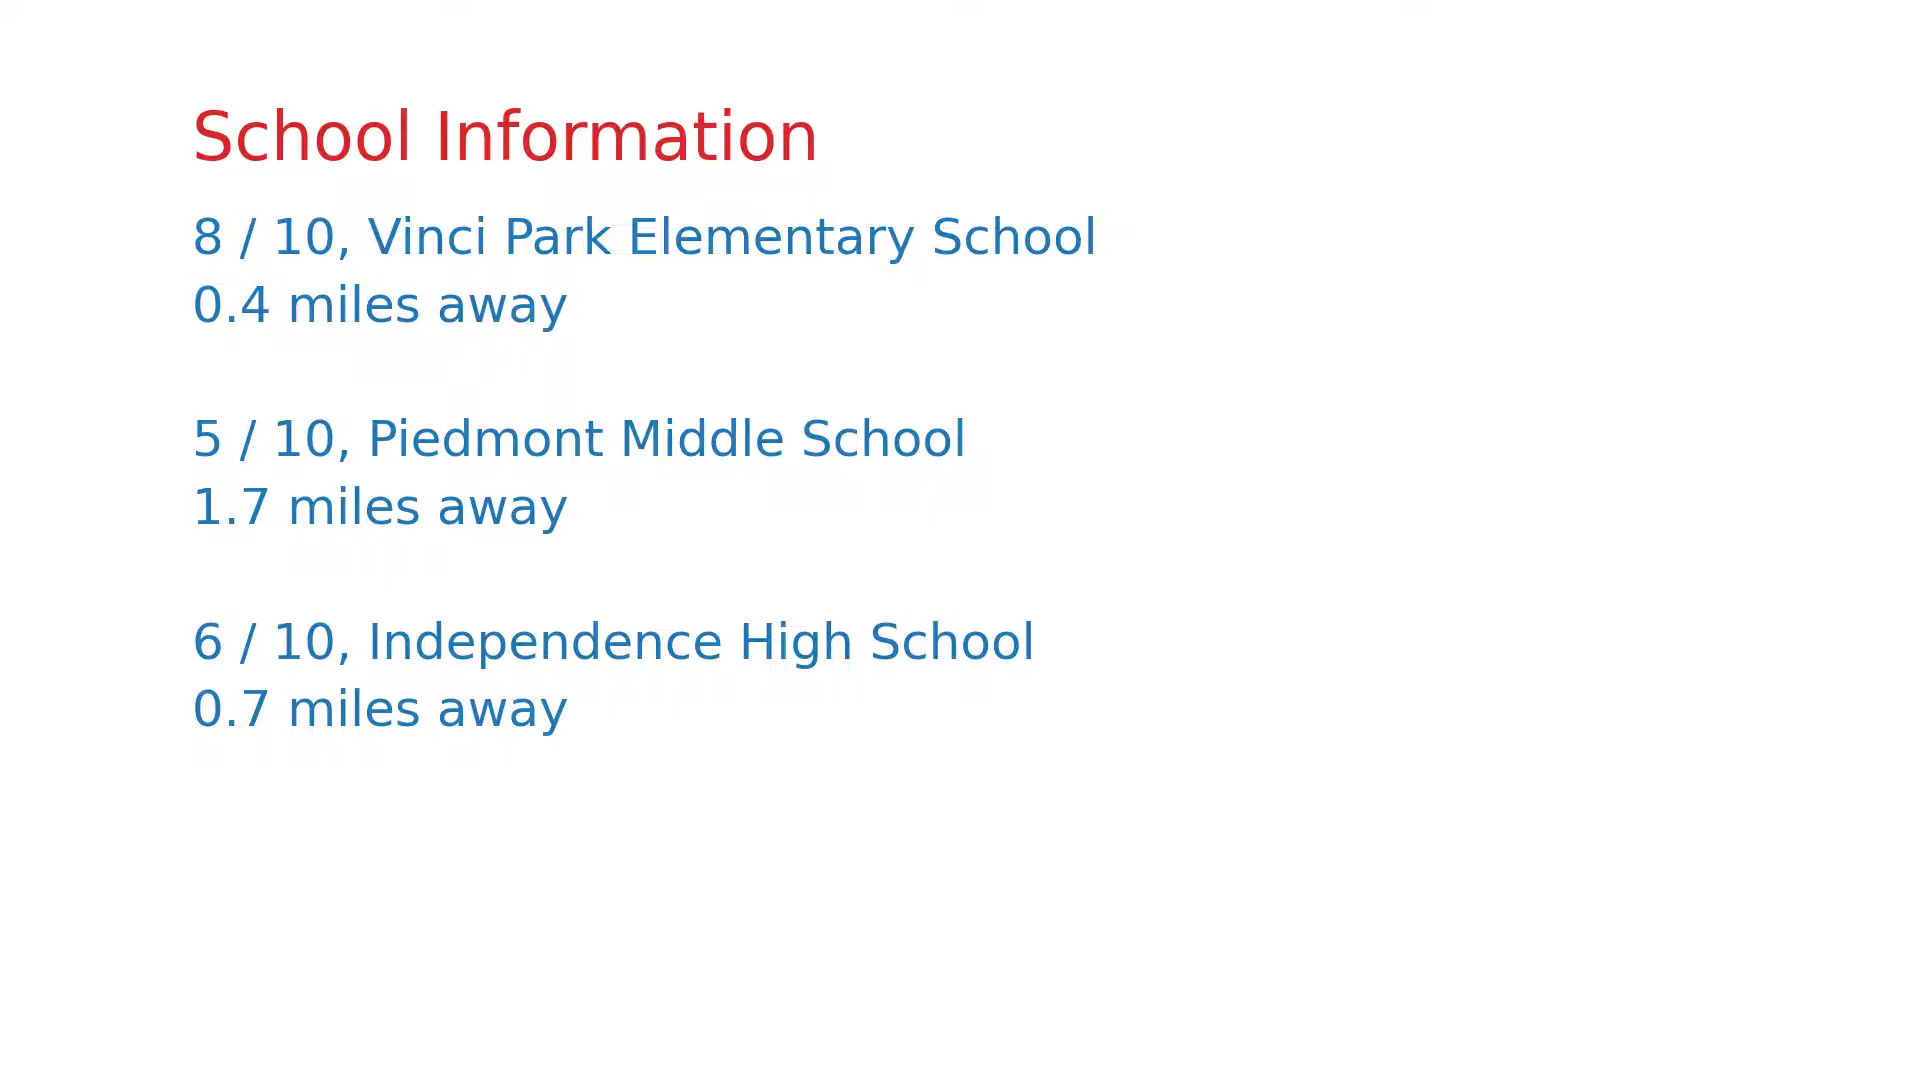 School Information
8 / 10, Vinci Park Elementary School
0.4 miles away
5 / 10, Piedmont Middle School
1.7 miles away
6 / 10, Independence High School
0.7 miles away